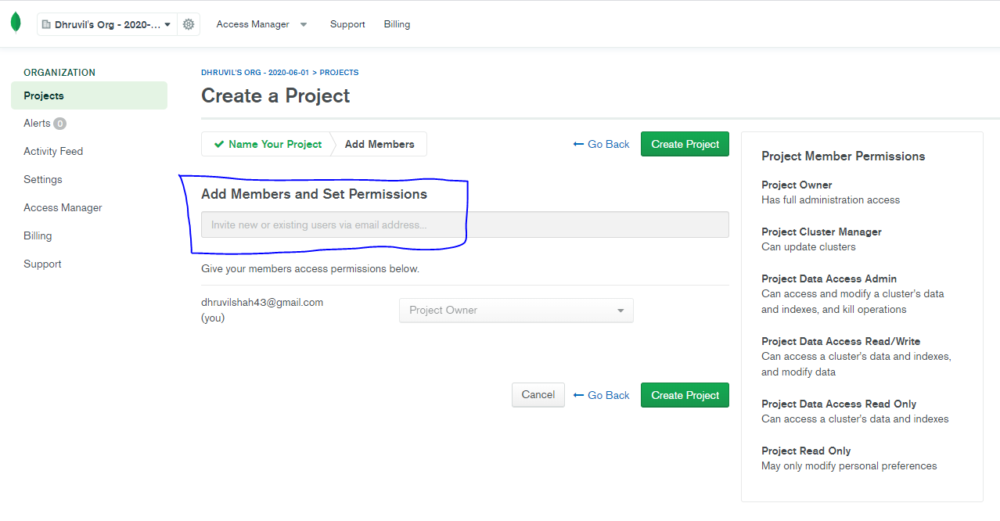 Dhruvil's Org - 2020-...
Access Manager
Support
Billing
ORGANIZATION
Projects
Alerts 0
Activity Feed
Settings
Access Manager
Billing
Support
DHRUVIL'S ORG - 2020-06-01 > PROJECTS
Create a Project
Name Your Project
Add Members
Go Back
Create Project
Add Members and Set Permissions
Invite new or existing users via email address...
Give your members access permissions below.
dhruvilshah43@gmail.com
(you)
Project Owner
Cancel
Go Back
Create Project
Project Member Permissions
Project Owner
Has full administration access
Project Cluster Manager
Can update clusters
Project Data Access Admin
Can access and modify a cluster's data
and indexes, and kill operations
Project Data Access Read/Write
Can access a cluster's data and indexes,
and modify data
Project Data Access Read Only
Can access a cluster's data and indexes
Project Read Only
May only modify personal preferences